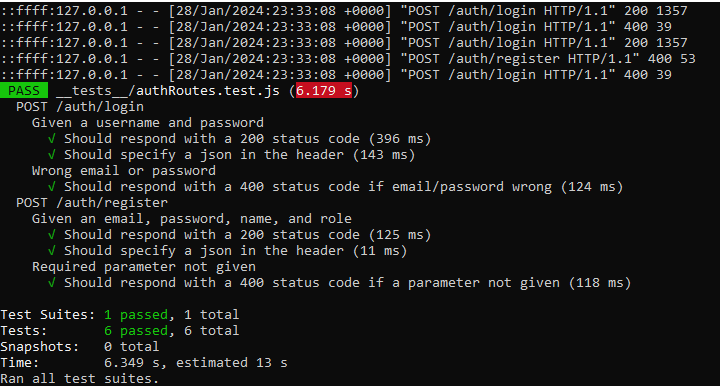 ::ffff:127.0.0.1 - - [28/Jan/2024:23:33:08 +0000] "POST /auth/login HTTP/1.1" 200 1357
::ffff:127.0.0.1 - - [28/Jan/2024:23:33:08 +0000] "POST /auth/login HTTP/1.1" 400 39
::ffff:127.0.0.1 - - [28/Jan/2024:23:33:08 +0000] "POST /auth/login HTTP/1.1" 200 1357
::ffff:127.0.0.1 - - [28/Jan/2024:23:33:08 +0000] "POST /auth/register HTTP/1.1" 400 53
::ffff:127.0.0.1 - - [28/Jan/2024:23:33:08 +0000] "POST /auth/login HTTP/1.1" 400 39
PASS __tests__/authRoutes.test.js (6.179 s)
POST /auth/login
Given a username and password
√ Should respond with a 200 status code (396 ms)
√ Should specify a json in the header (143 ms)
Wrong email or password
√ Should respond with a 400 status code if email/password wrong (124 ms)
POST /auth/register
Given an email, password, name, and role
√ Should respond with a 200 status code (125 ms)
√ Should specify a json in the header (11 ms)
Required parameter not given
√ Should respond with a 400 status code if a parameter not given (118 ms)
Test Suites: 1 passed, 1 total
Tests: 6 passed, 6 total
Snapshots: 0 total
Time: 6.349 s, estimated 13 s
Ran all test suites.